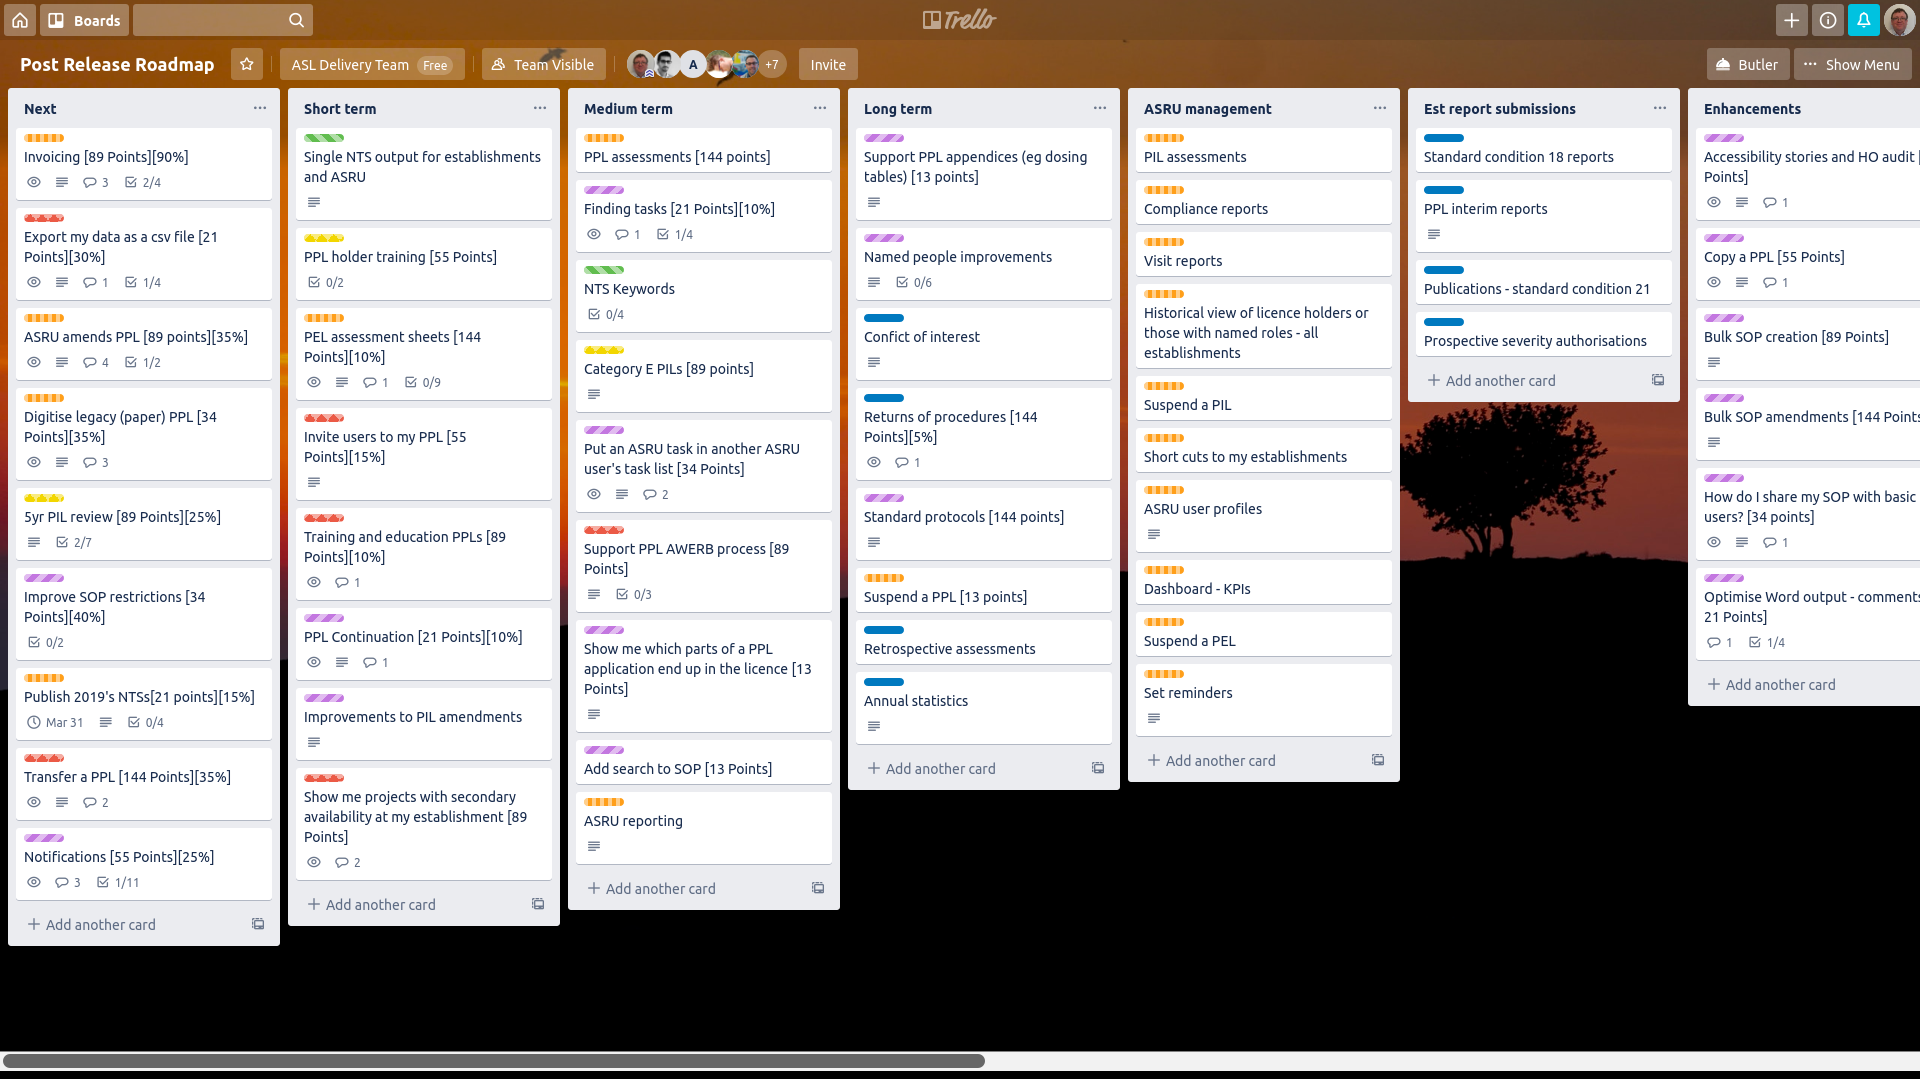 Boards
Trello
Post Release Roadmap
ASL Delivery Team Free
Team Visible
A
+7
Invite
Butler
Show Menu
Next
Invoicing [89 Points][90%]
3 2/4
Export my data as a csv file [21
Points][30%]
1 1/4
ASRU amends PPL [89 points][35%]
4 1/2
Digitise legacy (paper) PPL [34
Points][35%]
3
5yr PIL review [89 Points][25%]
2/7
Improve SOP restrictions [34
Points][40%]
0/2
Publish 2019's NTSs[21 points][15%]
Mar 31 0/4
Transfer a PPL [144 Points][35%]
2
Notifications [55 Points][25%]
3 1/11
Add another card
Short term
Single NTS output for establishments
and ASRU
PPL holder training [55 Points]
0/2
PEL assessment sheets [144
Points][10%]
1 0/9
Invite users to my PPL [55
Points][15%]
Training and education PPLs [89
Points][10%]
1
PPL Continuation [21 Points][10%]
1
Improvements to PIL amendments
Show me projects with secondary
availability at my establishment [89
Points]
2
Add another card
Medium term
PPL assessments [144 points]
Finding tasks [21 Points][10%]
1 1/4
NTS Keywords
0/4
Category E PILs [89 points]
Put an ASRU task in another ASRU
user's task list [34 Points]
2
Support PPL AWERB process [89
Points]
0/3
Show me which parts of a PPL
application end up in the licence [13
Points]
Add search to SOP [13 Points]
ASRU reporting
Add another card
Long term
Support PPL appendices (eg dosing
tables) [13 points]
Named people improvements
0/6
Confict of interest
Returns of procedures [144
Points][5%]
1
Standard protocols [144 points]
Suspend a PPL [13 points]
Retrospective assessments
Annual statistics
Add another card
ASRU management
PIL assessments
Compliance reports
Visit reports
Historical view of licence holders or
those with named roles - all
establishments
Suspend a PIL
Short cuts to my establishments
ASRU user profiles
Dashboard - KPIs
Suspend a PEL
Set reminders
Add another card
Est report submissions
Standard condition 18 reports
PPL interim reports
Publications - standard condition 21
Prospective severity authorisations
Add another card
Enhancements
Accessibility stories and HO audit [
Points]
1
Copy a PPL [55 Points]
1
Bulk SOP creation [89 Points]
Bulk SOP amendments [144 Points
How do I share my SOP with basic
users? [34 points]
1
Optimise Word output - comments
21 Points]
1 1/4
Add another card